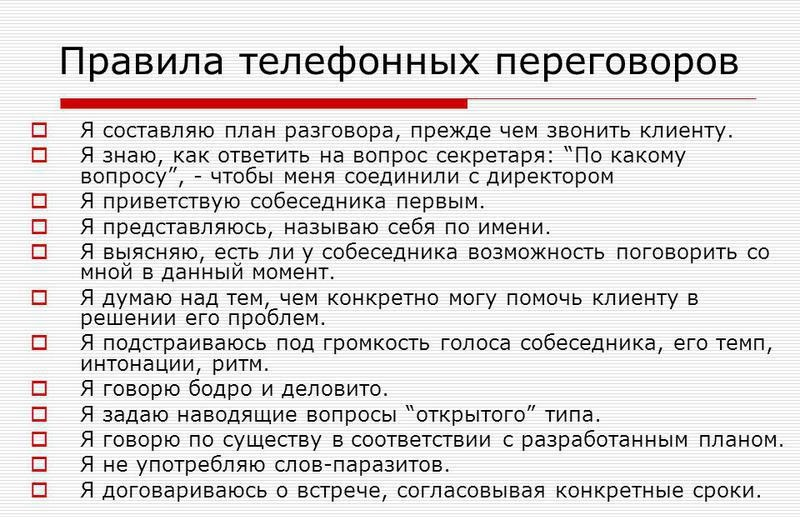 Правила телефонных переговоров
Я составляю план разговора, прежде чем звонить клиенту.
Я знаю, как ответить на вопрос секретаря: “По какому
вопросу”, - чтобы меня соединили с директором
Я приветствую собеседника первым.
Я представляюсь, называю себя по имени.
Я выясняю, есть ли у собеседника возможность поговорить со
мной в данный момент.
Я думаю над тем, чем конкретно могу помочь клиенту в
решении его проблем.
Я подстраиваюсь под громкость голоса собеседника, его темп,
интонации, ритм.
Я говорю бодро и деловито.
Я задаю наводящие вопросы “открытого” типа.
Я говорю по существу в соответствии с разработанным планом.
Я не употребляю слов-паразитов.
Я договариваюсь о встрече, согласовывая конкретные сроки.